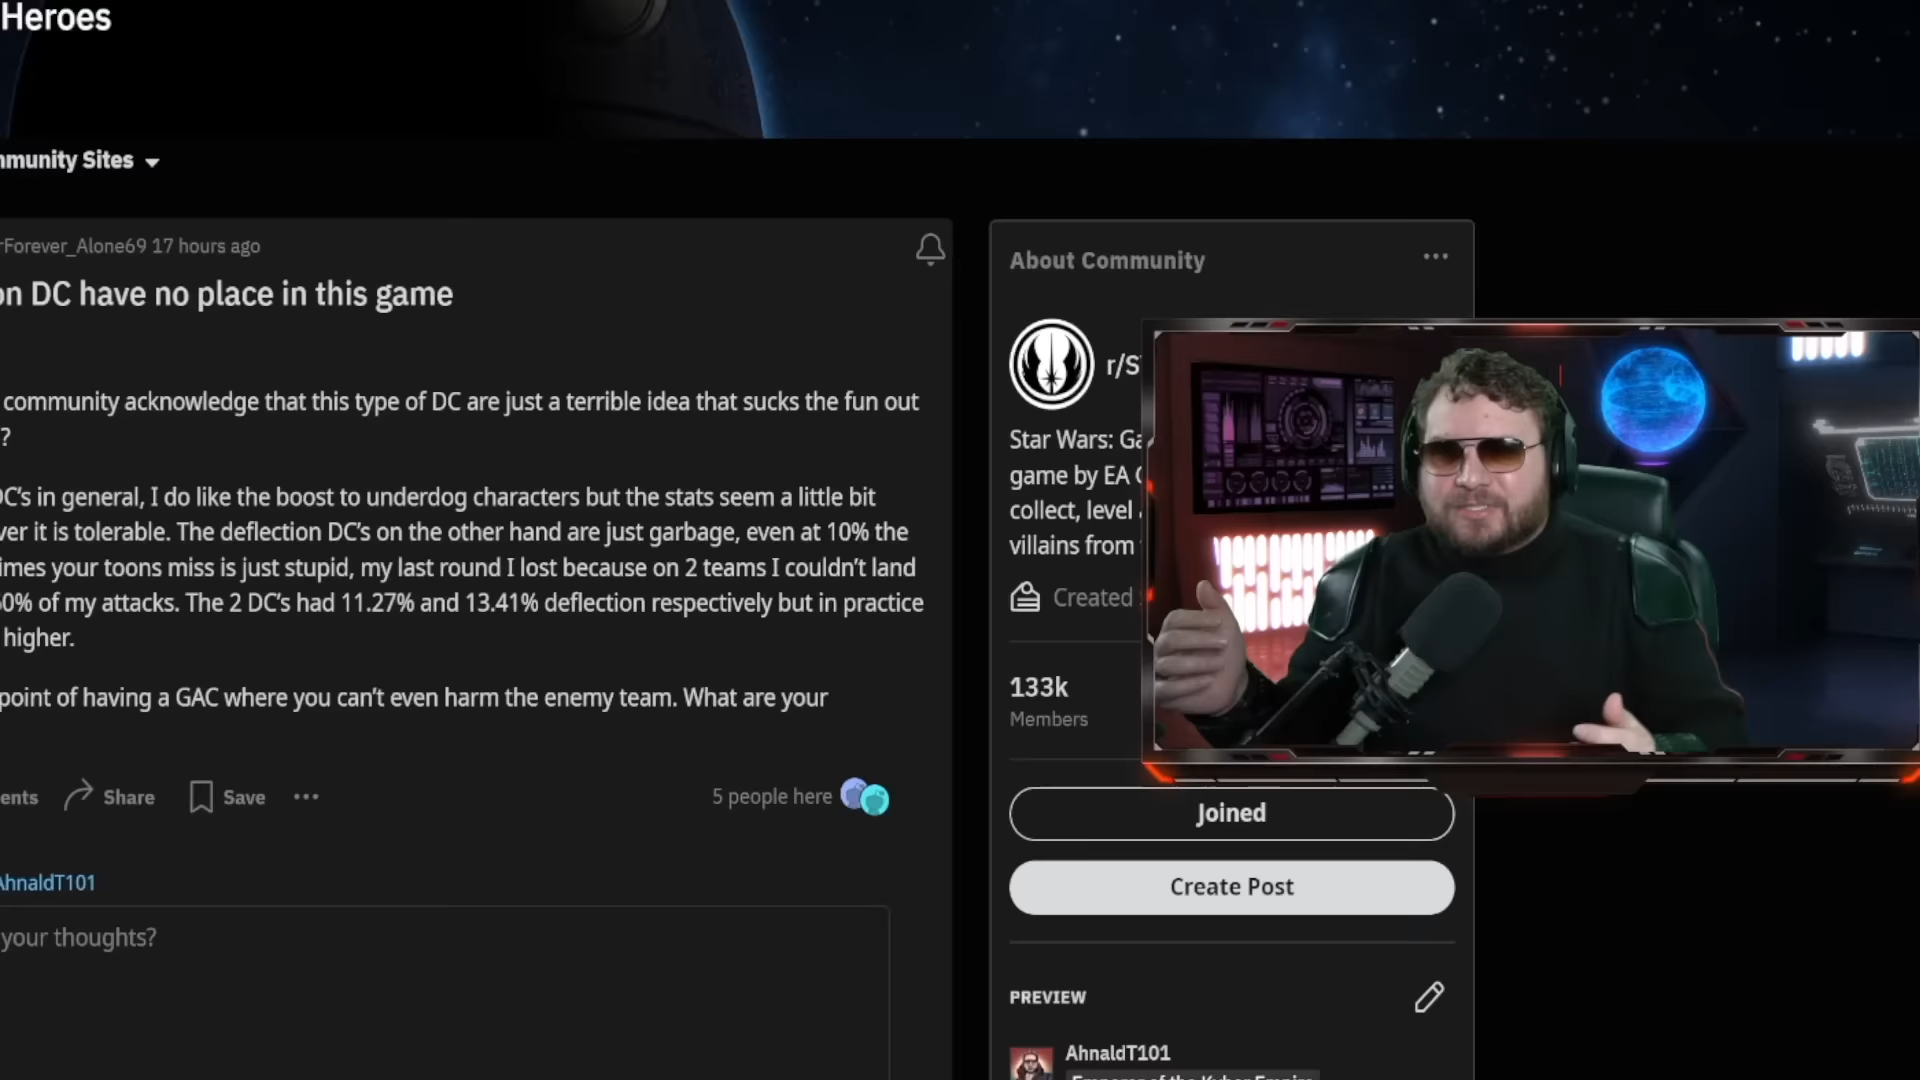 Heroes
mmunity Sites
rForever_Alone69 17 hours ago
on DC have no place in this game
community acknowledge that this type of DC are just a terrible idea that sucks the fun out
?
DC's in general, I do like the boost to underdog characters but the stats seem a little bit
ver it is tolerable. The deflection DC's on the other hand are just garbage, even at 10% the
imes your toons miss is just stupid, my last round I lost because on 2 teams I couldn't land
50% of my attacks. The 2 DC's had 11.27% and 13.41% deflection respectively but in practice
higher.
point of having a GAC where you can't even harm the enemy team. What are your
ents Share Save
5 people here
AhnaldT101
your thoughts?
About Community
r/S
Star Wars: Ga
game by EA
collect, level
villains from
Created
133k
Members
Joined
Create Post
PREVIEW
AhnaldT101
Emperor of the Kyber Empire